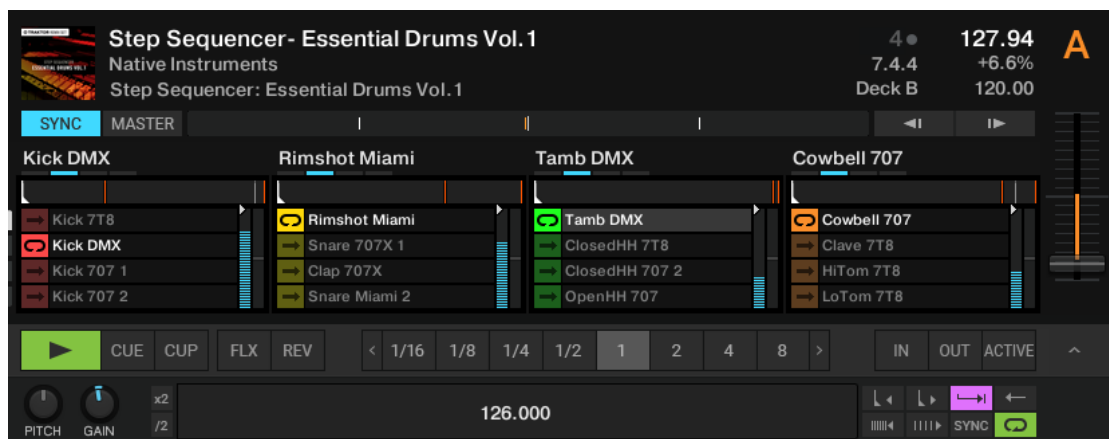 Step Sequencer- Essential Drums Vol.1
4
127.94
A
Native Instruments
7.4.4
+6.6%
Step Sequencer: Essential Drums Vol.1
Deck B
120.00
SYNC
MASTER
Kick DMX
Rimshot Miami
Tamb DMX
Cowbell 707
Kick 7T8
Kick DMX
Kick 707 1
Kick 707 2
Rimshot Miami
Snare 707X 1
Clap 707X
Snare Miami 2
Tamb DMX
ClosedHH 7T8
ClosedHH 707 2
OpenHH 707
Cowbell 707
Clave 7T8
HiTom 7T8
LoTom 7T8
CUE CUP FLX REV < 1/16 1/8 1/4 1/2 1 2 4 8 > IN OUT ACTIVE
x2
/2
PITCH GAIN
126.000
SYNC